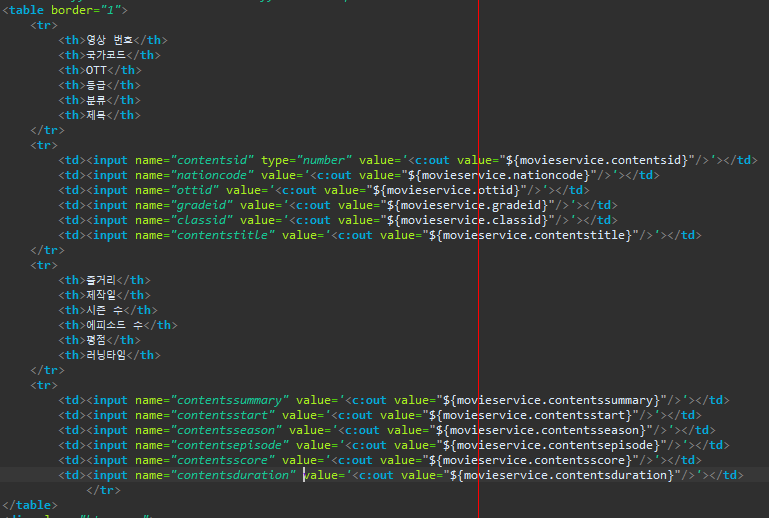 <table border="1">
<tr>
<th>영상 번호</th>
<th>국가코드</th>
<th>OTT</th>
<th>등급</th>
<th>분류</th>
<th>제목</th>
</tr>
<tr>
<td><input name="contentsid" type="number" value='<c:out value="${movieservice.contentsid}"/>'></td>
<td><input name="nationcode" value='<c:out value="${movieservice.nationcode}"/>'></td>
<td><input name="ottid" value='<c:out value="${movieservice.ottid}"/>'></td>
<td><input name="gradeid" value='<c:out value="${movieservice.gradeid}"/>'></td>
<td><input name="classid" value='<c:out value="${movieservice.classid}"/>'></td>
<td><input name="contentstitle" value='<c:out value="${movieservice.contentstitle}"/>'></td>
</tr>
<tr>
<th>줄거리</th>
<th>제작일</th>
<th>시즌 수</th>
<th>에피소드 수</th>
<th>평점</th>
<th>러닝타임</th>
</tr>
<tr>
<td><input name="contentssummary" value='<c:out value="${movieservice.contentssummary}"/>'></td>
<td><input name="contentsstart" value='<c:out value="${movieservice.contentsstart}"/>'></td>
<td><input name="contentsseason" value='<c:out value="${movieservice.contentsseason}"/>'></td>
<td><input name="contentsepisode" value='<c:out value="${movieservice.contentsepisode}"/>'></td>
<td><input name="contentsscore" value='<c:out value="${movieservice.contentsscore}"/>'></td>
<td><input name="contentsduration" value='<c:out value="${movieservice.contentsduration}"/>'></td>
</tr>
</table>